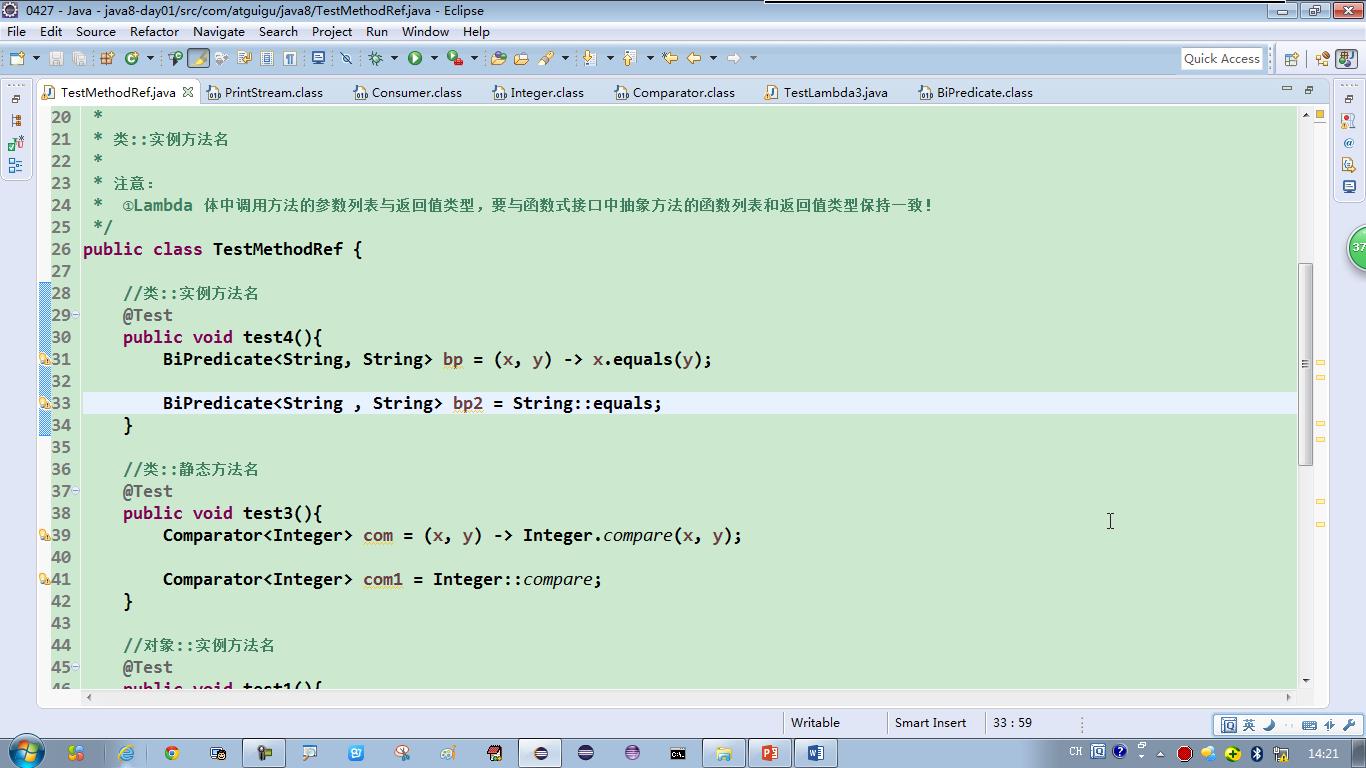 0427 - Java - java8-day01/src/com/atguigu/java8/TestMethodRef.java - Eclipse
File Edit Source Refactor Navigate Search Project Run Window Help
Quick Access
TestMethodRef.java PrintStream.class Consumer.class Integer.class Comparator.class TestLambda3.java BiPredicate.class
20 *
21 * 类::实例方法名
22 *
23 * 注意:
24 * ①Lambda 体中调用方法的参数列表与返回值类型，要与函数式接口中抽象方法的函数列表和返回值类型保持一致!
25 */
26 public class TestMethodRef {
27
28 //类::实例方法名
29 @Test
30 public void test4(){
31 BiPredicate<String, String> bp = (x, y) -> x.equals(y);
32
33 BiPredicate<String , String> bp2 = String::equals;
34 }
35
36 //类::静态方法名
37 @Test
38 public void test3(){
39 Comparator<Integer> com = (x, y) -> Integer.compare(x, y);
40
41 Comparator<Integer> com1 = Integer::compare;
42 }
43
44 //对象::实例方法名
45 @Test
46 public void test1(){
37
Writable Smart Insert 33 : 59
英
CH 14:21